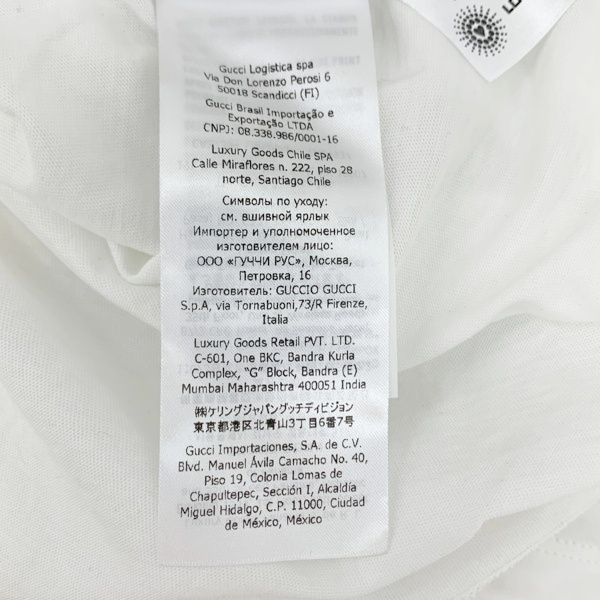 LD
Gucci Logistica spa
Via Don Lorenzo Perosi 6
50018 Scandicci (FI)
Gucci Brasil Importação e
Exportação LTDA
CNPJ: 08.338.986/0001-16
Luxury Goods Chile SPA
Calle Miraflores n. 222, piso 28
norte, Santiago Chile
Символы по уходу:
см. вшивной ярлык
Импортер и уполномоченное
изготовителем лицо:
ООО «ГУЧЧИ РУС», Москва,
Петровка, 16
Изготовитель: GUCCIO GUCCI
S.p.A, via Tornabuoni,73/R Firenze,
Italia
Luxury Goods Retail PVT. LTD.
C-601, One BKC, Bandra Kurla
Complex, "G" Block, Bandra (E)
Mumbai Maharashtra 400051 India
㈱ケリングジャパングッチディビジョン
東京都港区北青山3丁目6番7号
Gucci Importaciones, S.A. de C.V.
Blvd. Manuel Ávila Camacho No. 40,
Piso 19, Colonia Lomas de
Chapultepec, Sección I, Alcaldía
Miguel Hidalgo, C.P. 11000, Ciudad
de México, México